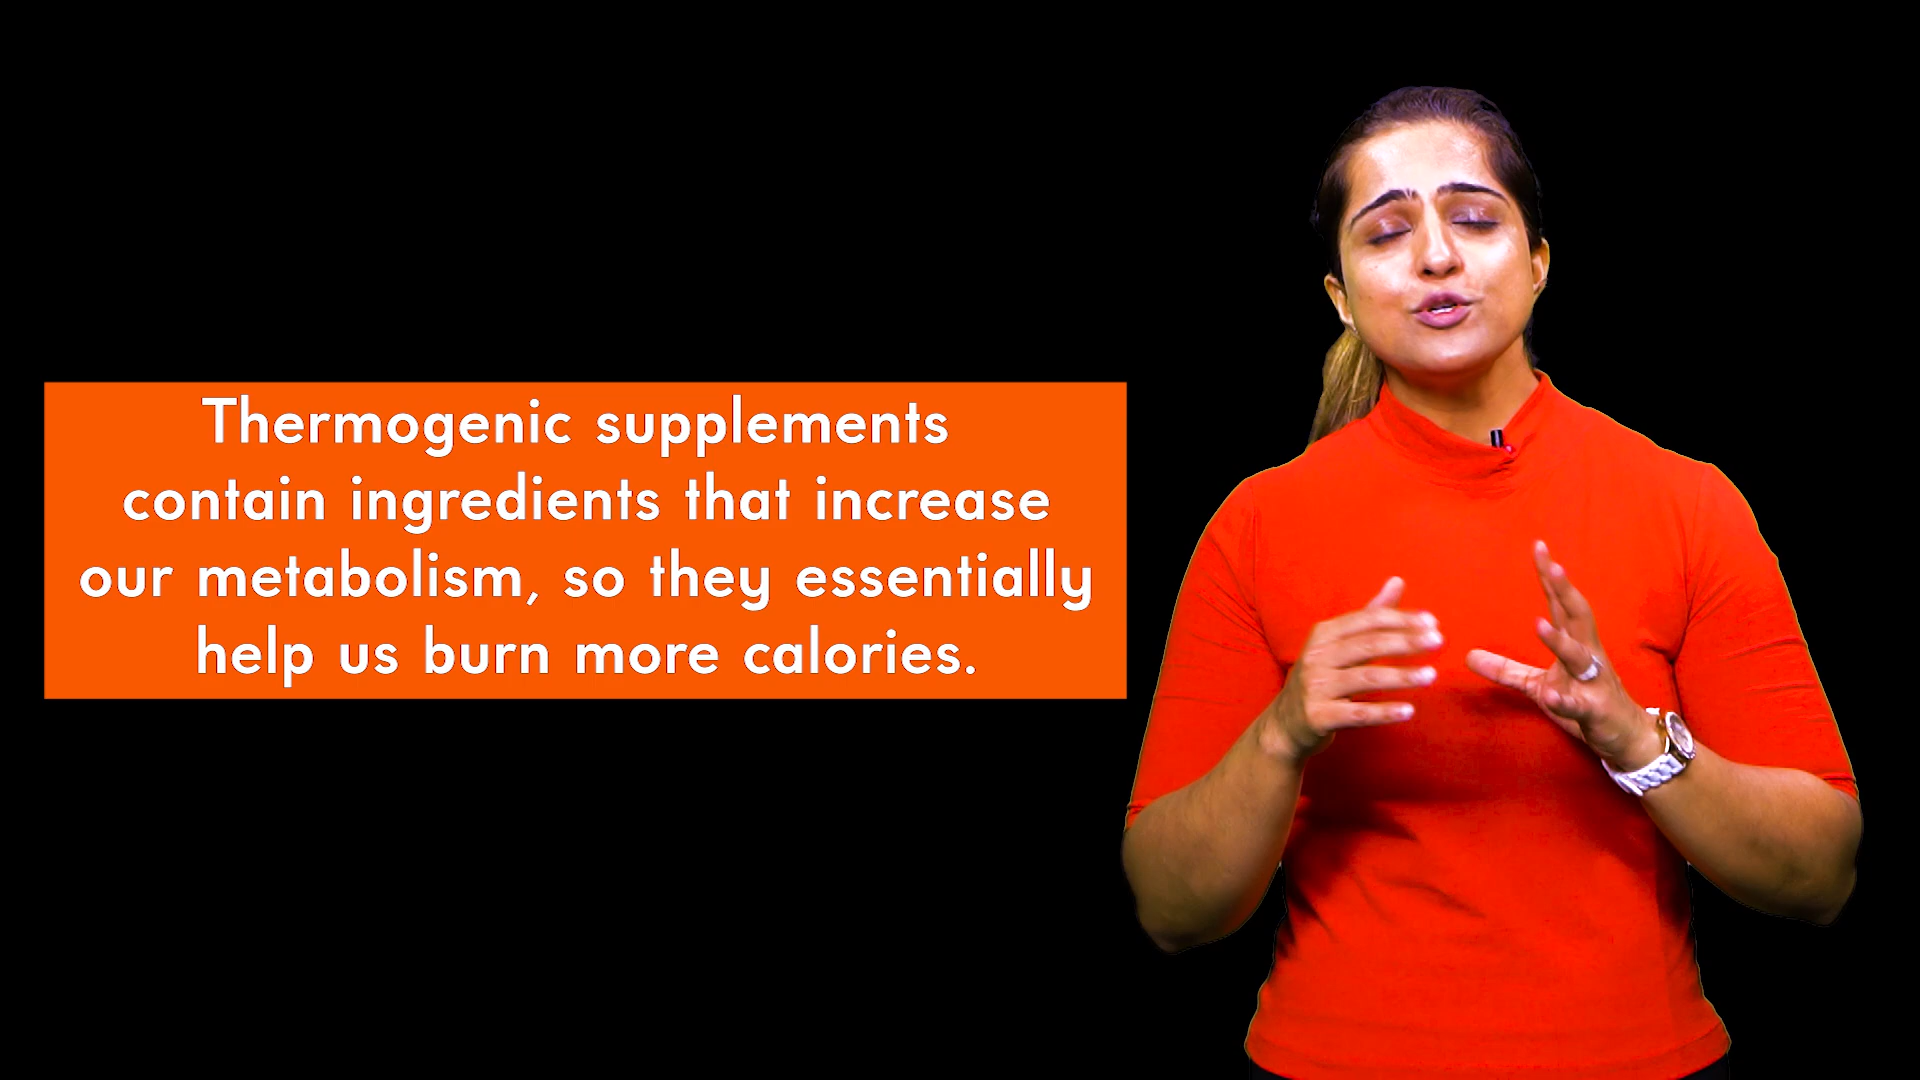 Thermogenic supplements
contain ingredients that increase
our metabolism, so they essentially
help us burn more calories.